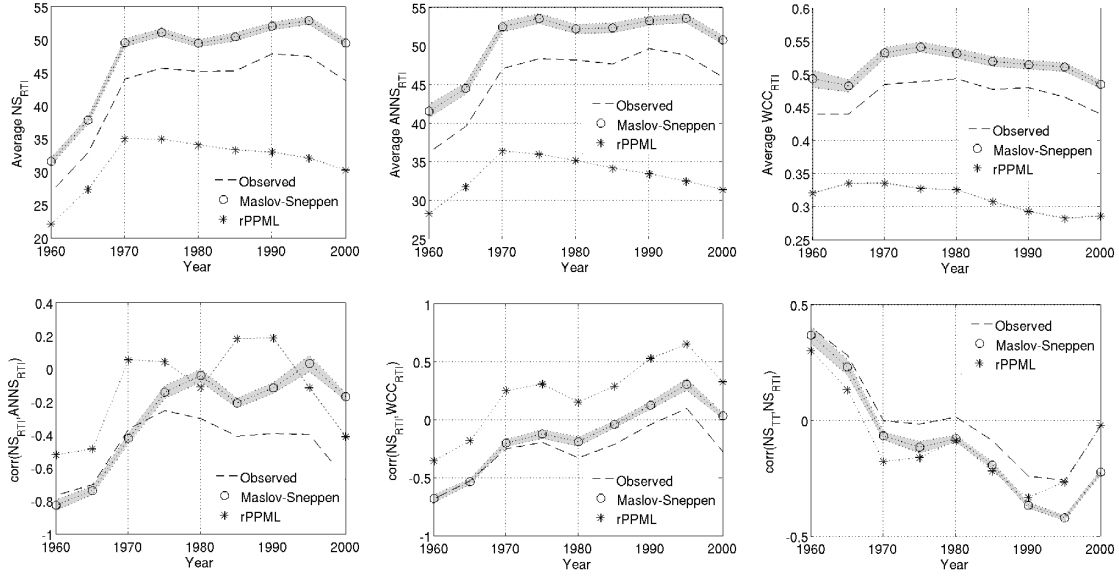 55
50
45
40
35
30
25
20
Average NS_RTI
Observed
Maslov-Sneppen
rPPML
1960 1970 1980 1990 2000
Year
55
50
45
40
35
30
25
Average ANNS_RTI
Observed
Maslov-Sneppen
rPPML
1960 1970 1980 1990 2000
Year
0.6
0.55
0.5
0.45
0.4
0.35
0.3
0.25
Average WCC_RTI
Observed
Maslov-Sneppen
rPPML
1960 1970 1980 1990 2000
Year
0.4
0.2
0
-0.2
-0.4
-0.6
-0.8
-1
corr(NS_RTI,ANNS_RTI)
Observed
Maslov-Sneppen
rPPML
1960 1970 1980 1990 2000
Year
1
0.5
0
-0.5
-1
corr(NS_RTI,WCC_RTI)
Observed
Maslov-Sneppen
rPPML
1960 1970 1980 1990 2000
Year
0.5
0
-0.5
corr(NS_TT,NS_RTI)
Observed
Maslov-Sneppen
rPPML
1960 1970 1980 1990 2000
Year